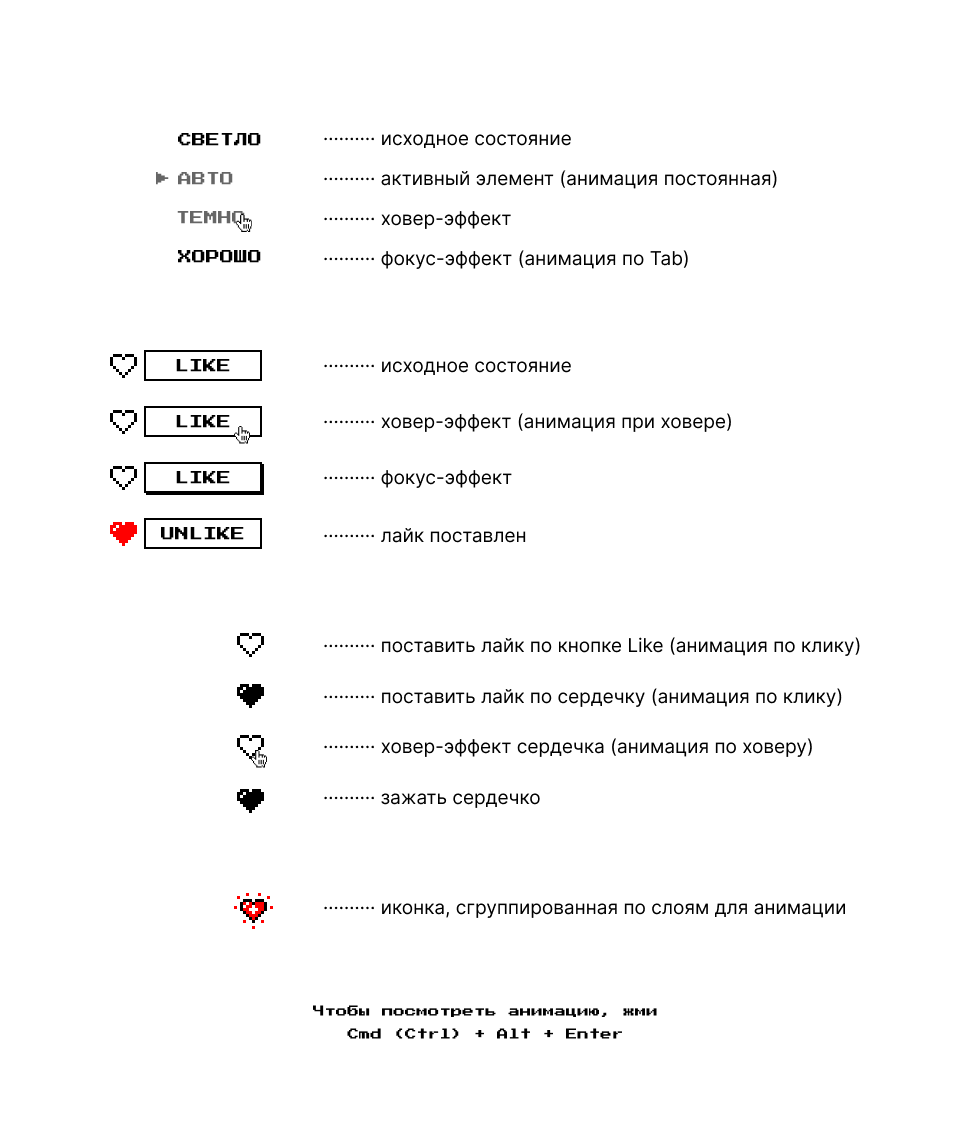 СВЕТЛО ·········· исходное состояние
АВТО ·········· активный элемент (анимация постоянная)
ТЕМНО ·········· ховер-эффект
ХОРОШО ·········· фокус-эффект (анимация по Tab)
LIKE ·········· исходное состояние
LIKE ·········· ховер-эффект (анимация при ховере)
LIKE ·········· фокус-эффект
UNLIKE ·········· лайк поставлен
·········· поставить лайк по кнопке Like (анимация по клику)
·········· поставить лайк по сердечку (анимация по клику)
·········· ховер-эффект сердечка (анимация по ховеру)
·········· зажать сердечко
·········· иконка, сгруппированная по слоям для анимации
Чтобы посмотреть анимацию, жми
Cmd (Ctrl) + Alt + Enter